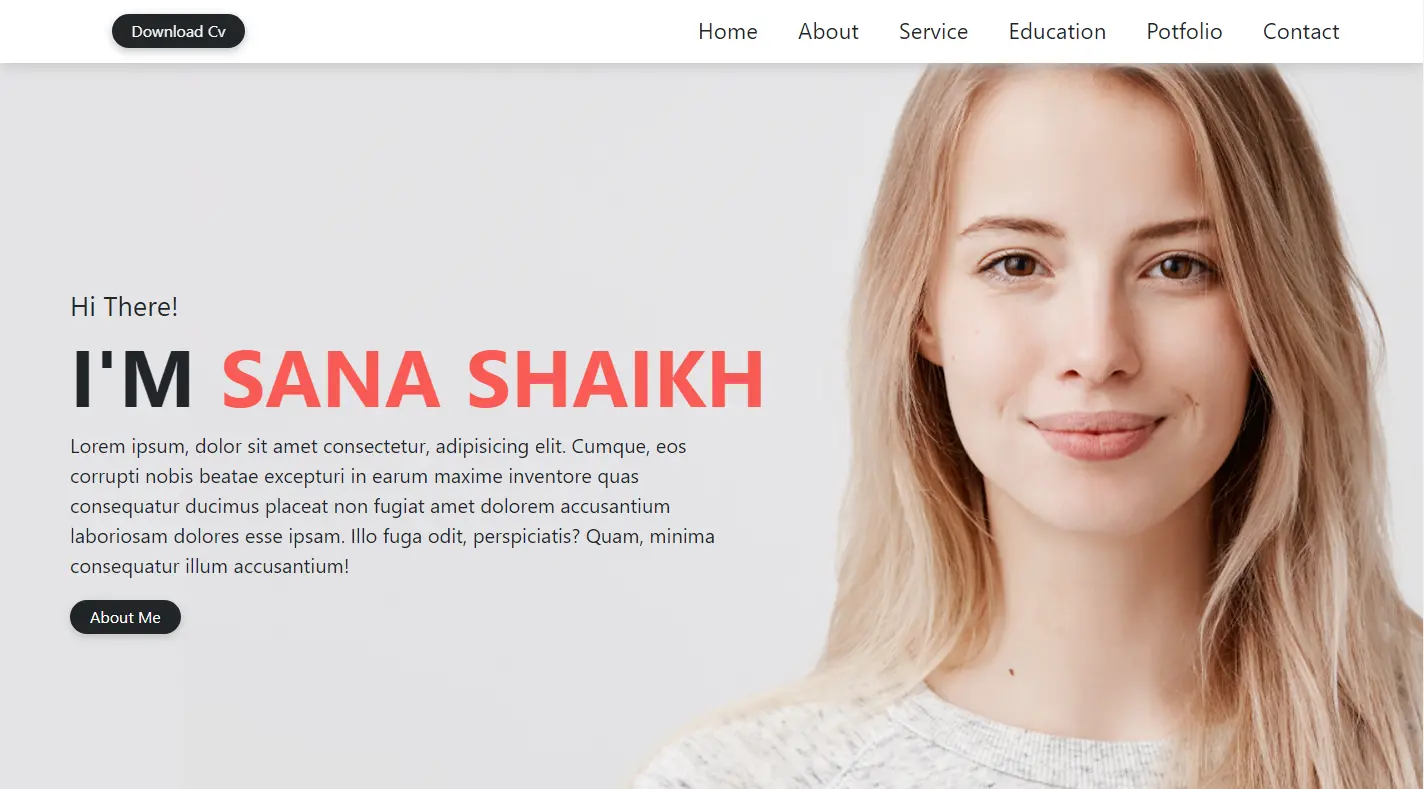 Download Cv
Home About Service Education Potfolio Contact
Hi There!
I'M SANA SHAIKH
Lorem ipsum, dolor sit amet consectetur, adipisicing elit. Cumque, eos
corrupti nobis beatae excepturi in earum maxime inventore quas
consequatur ducimus placeat non fugiat amet dolorem accusantium
laboriosam dolores esse ipsam. Illo fuga odit, perspiciatis? Quam, minima
consequatur illum accusantium!
About Me